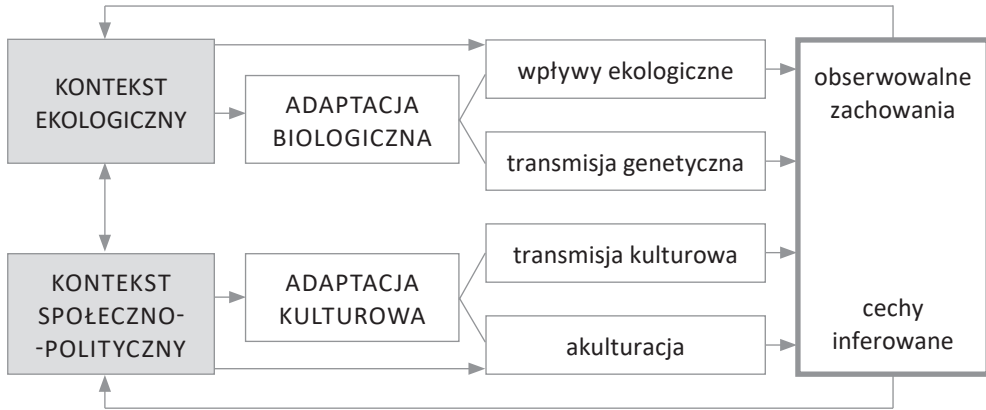 KONTEKST
EKOLOGICZNY
ADAPTACJA
BIOLOGICZNA
wpływy ekologiczne
transmisja genetyczna
obserwowalne
zachowania
KONTEKST
SPOŁECZNO-
-POLITYCZNY
ADAPTACJA
KULTUROWA
transmisja kulturowa
akulturacja
cechy
inferowane